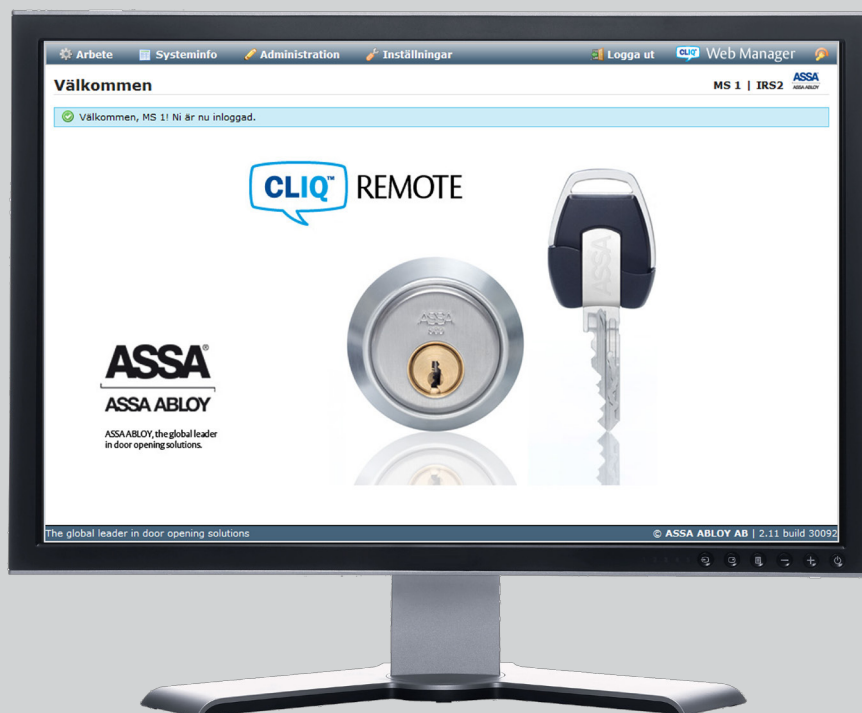 Arbete Systeminfo Administration Inställningar Logga ut CLIQ Web Manager
Välkommen
MS 1 | IRS2 ASSA
ASSA ABLOY
Välkommen, MS 1! Ni är nu inloggad.
CLIQ™ REMOTE
ASSA
ASSA
ASSA®
ASSA ABLOY
ASSA ABLOY, the global leader
in door opening solutions.
The global leader in door opening solutions
© ASSA ABLOY AB | 2.11 build 30092